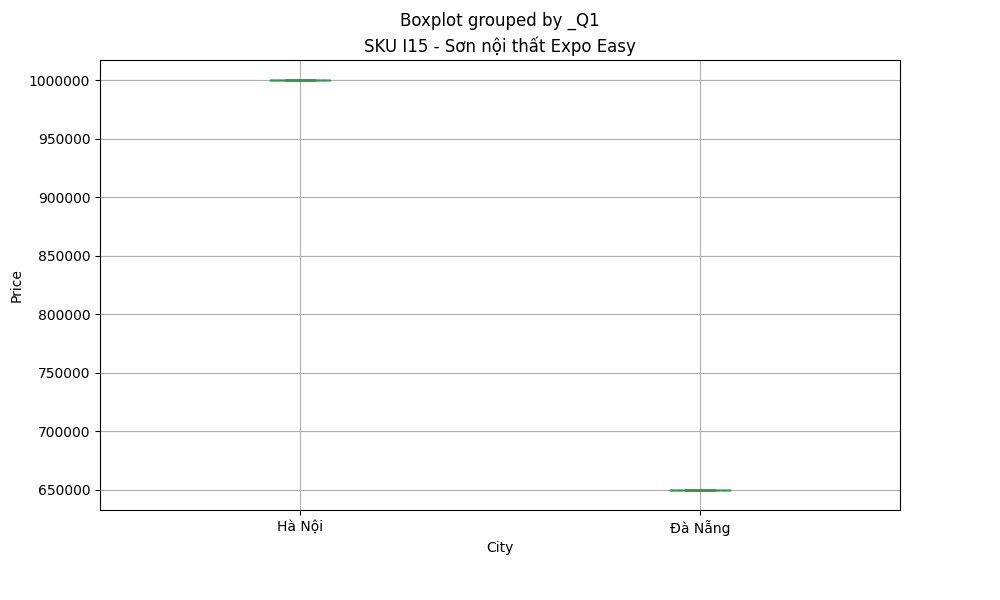 Boxplot grouped by _Q1
SKU I15 - Sơn nội thất Expo Easy
1000000
950000
900000
850000
800000
750000
700000
650000
Price
Hà Nội
Đà Nẵng
City